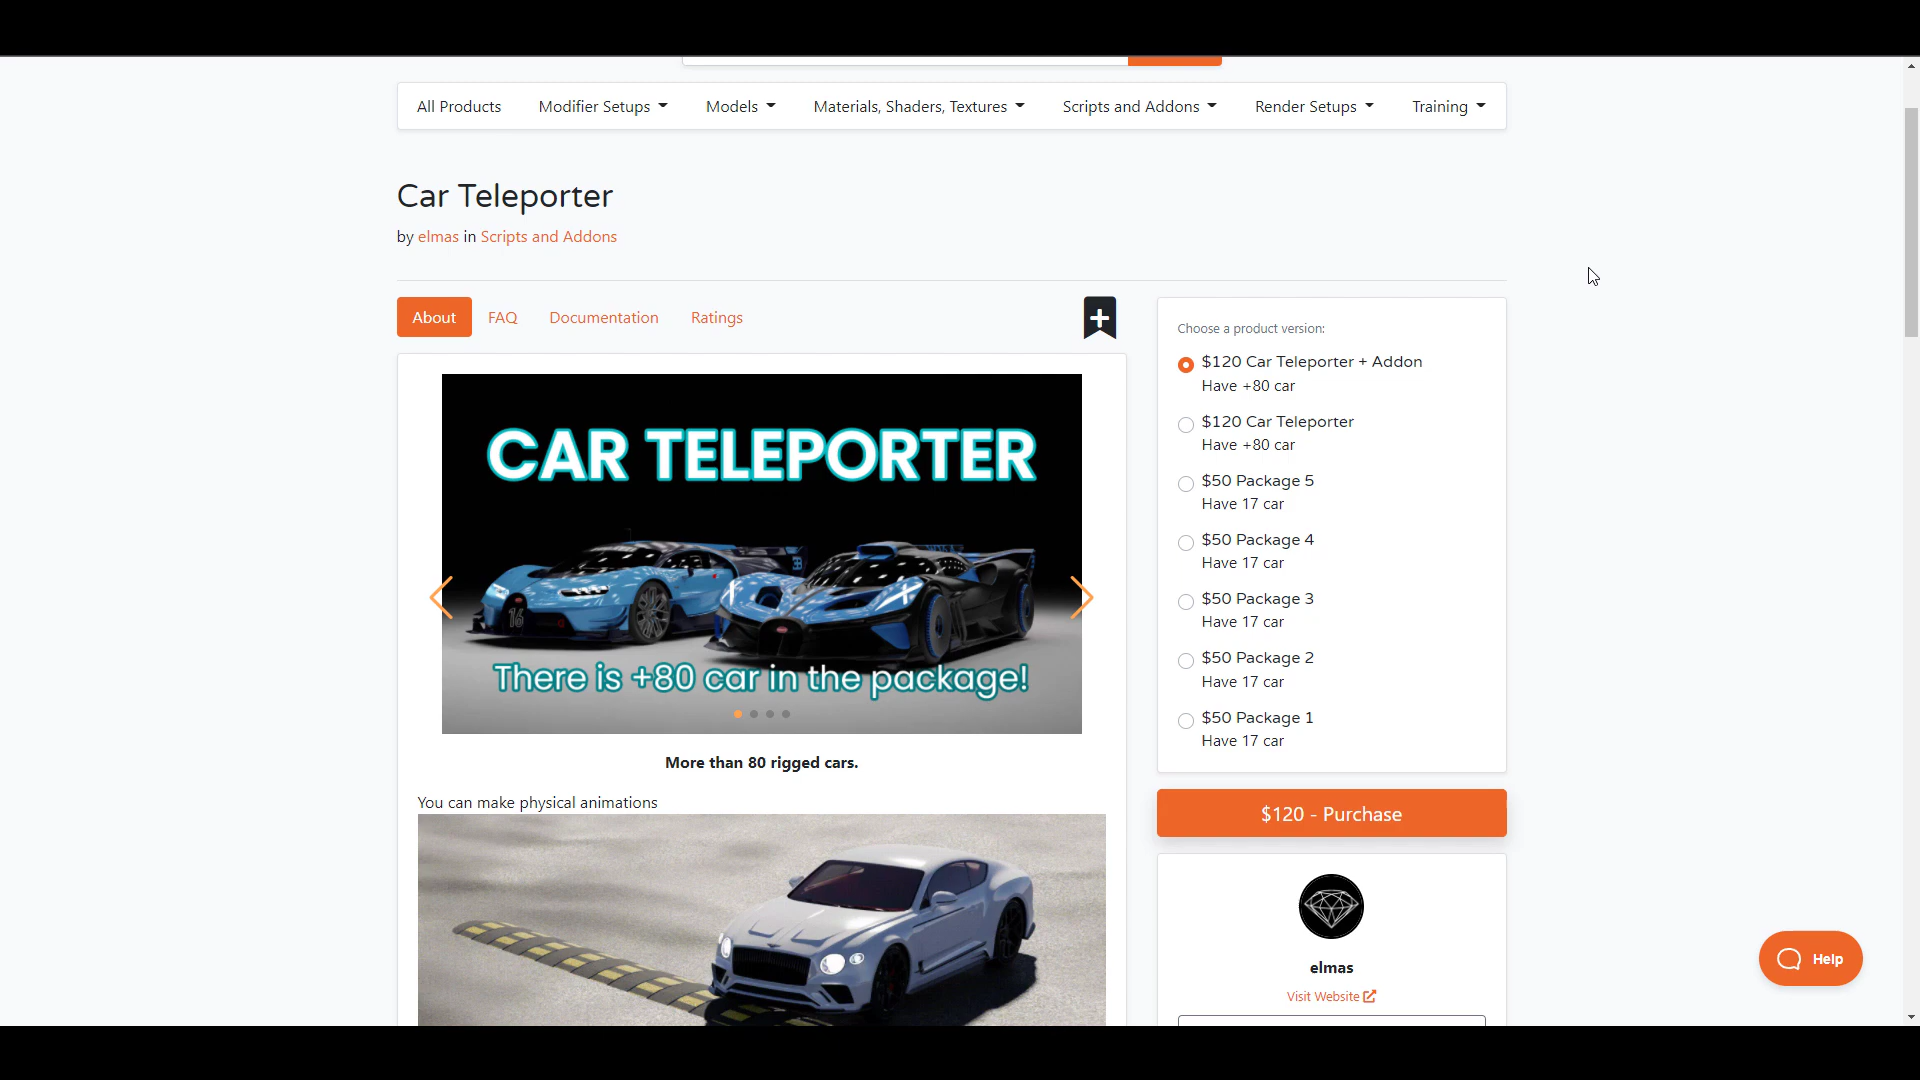 All Products Modifier Setups Models Materials, Shaders, Textures Scripts and Addons Render Setups Training
Car Teleporter
by elmas in Scripts and Addons
About FAQ Documentation Ratings
CAR TELEPORTER
16
There is +80 car in the package!
More than 80 rigged cars.
You can make physical animations
Choose a product version:
$120 Car Teleporter + Addon
Have +80 car
$120 Car Teleporter
Have +80 car
$50 Package 5
Have 17 car
$50 Package 4
Have 17 car
$50 Package 3
Have 17 car
$50 Package 2
Have 17 car
$50 Package 1
Have 17 car
$120 - Purchase
elmas
Visit Website
Help